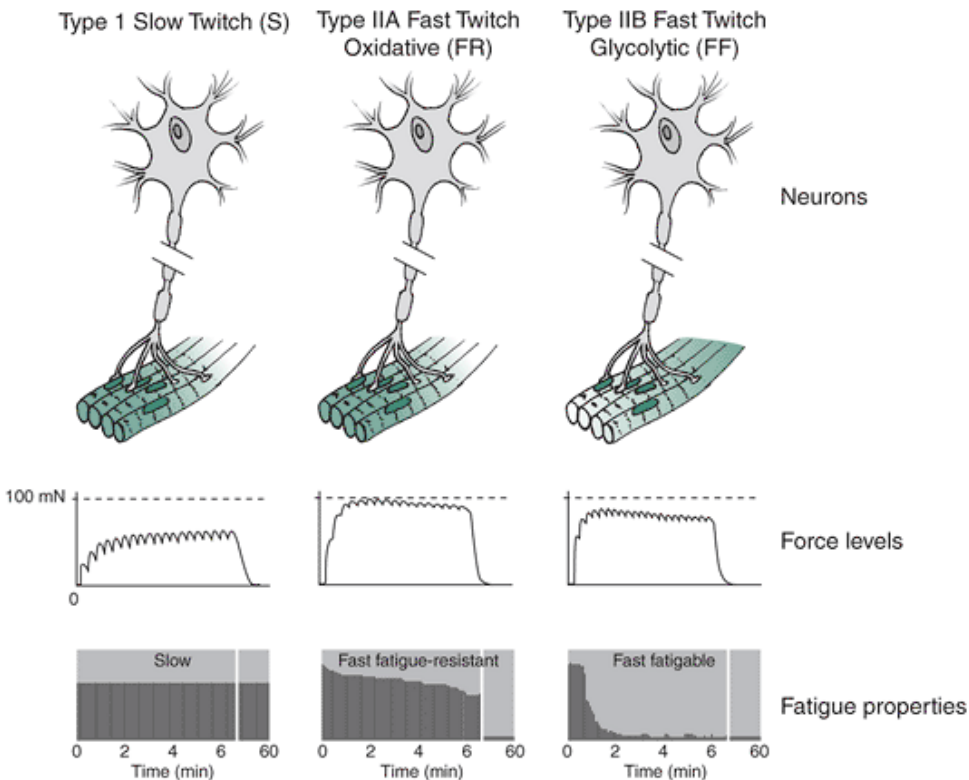 Type 1 Slow Twitch (S)
Type IIA Fast Twitch
Oxidative (FR)
Type IIB Fast Twitch
Glycolytic (FF)
Neurons
100 mN
0
Force levels
Slow
Fast fatigue-resistant
Fast fatigable
Fatigue properties
0 2 4 6 60
Time (min)
0 2 4 6 60
Time (min)
0 2 4 6 60
Time (min)